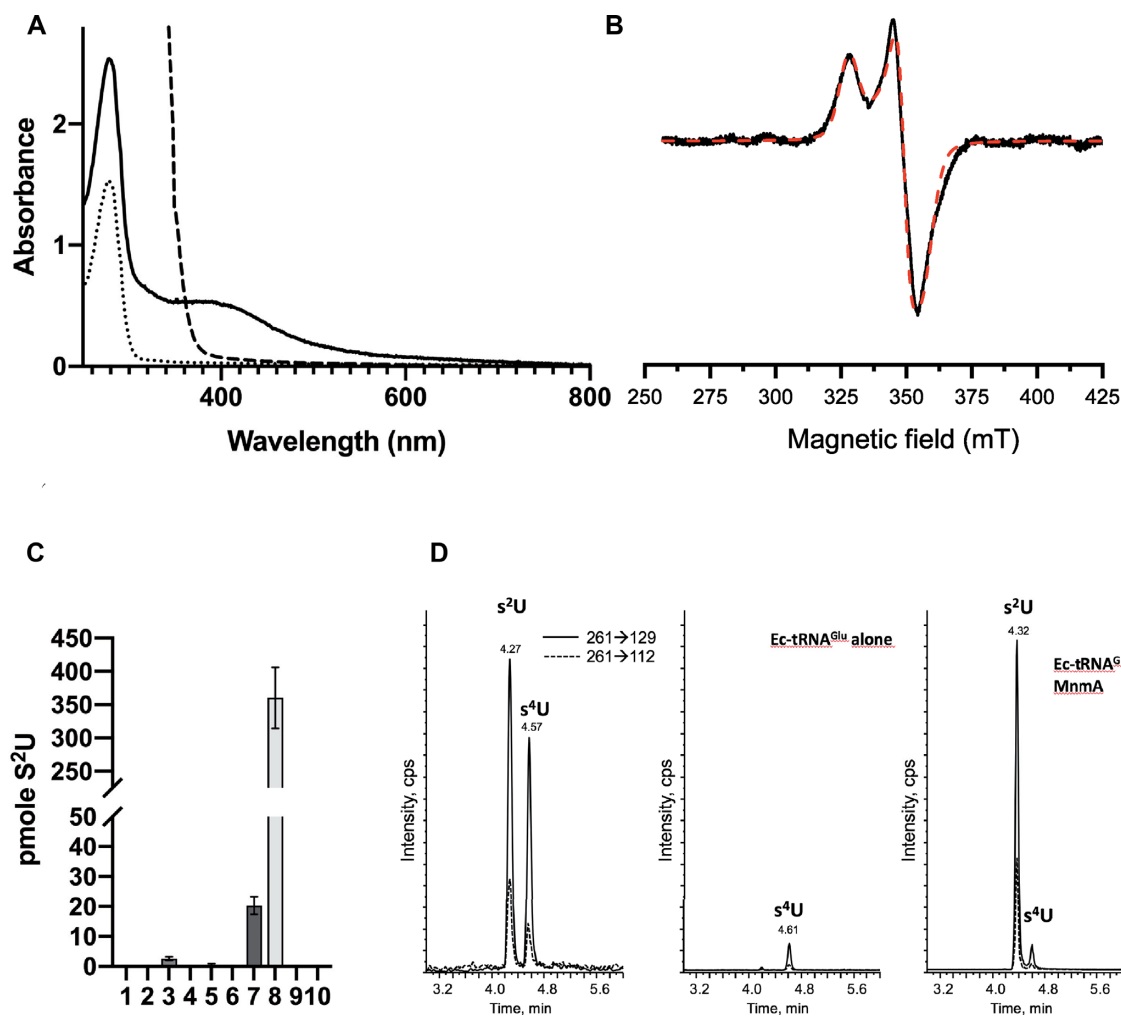 A
B
2
1
0
Absorbance
400
600
800
Wavelength (nm)
250
275
300
325
350
375
400
425
Magnetic field (mT)
C
D
450
400
350
300
250
50
40
30
20
10
0
pmole S²U
1 2 3 4 5 6 7 8 9 10
s²U
4.27
s⁴U
4.57
261→129
261→112
Intensity, cps
3.2 4.0 4.8 5.6
Time, min
Ec-tRNAᴳˡᵘ alone
s⁴U
4.61
Intensity, cps
3.2 4.0 4.8 5.6
Time, min
s²U
4.32
Ec-tRNAᴳ
MnmA
s⁴U
Intensity, cps
3.2 4.0 4.8 5.6
Time, min